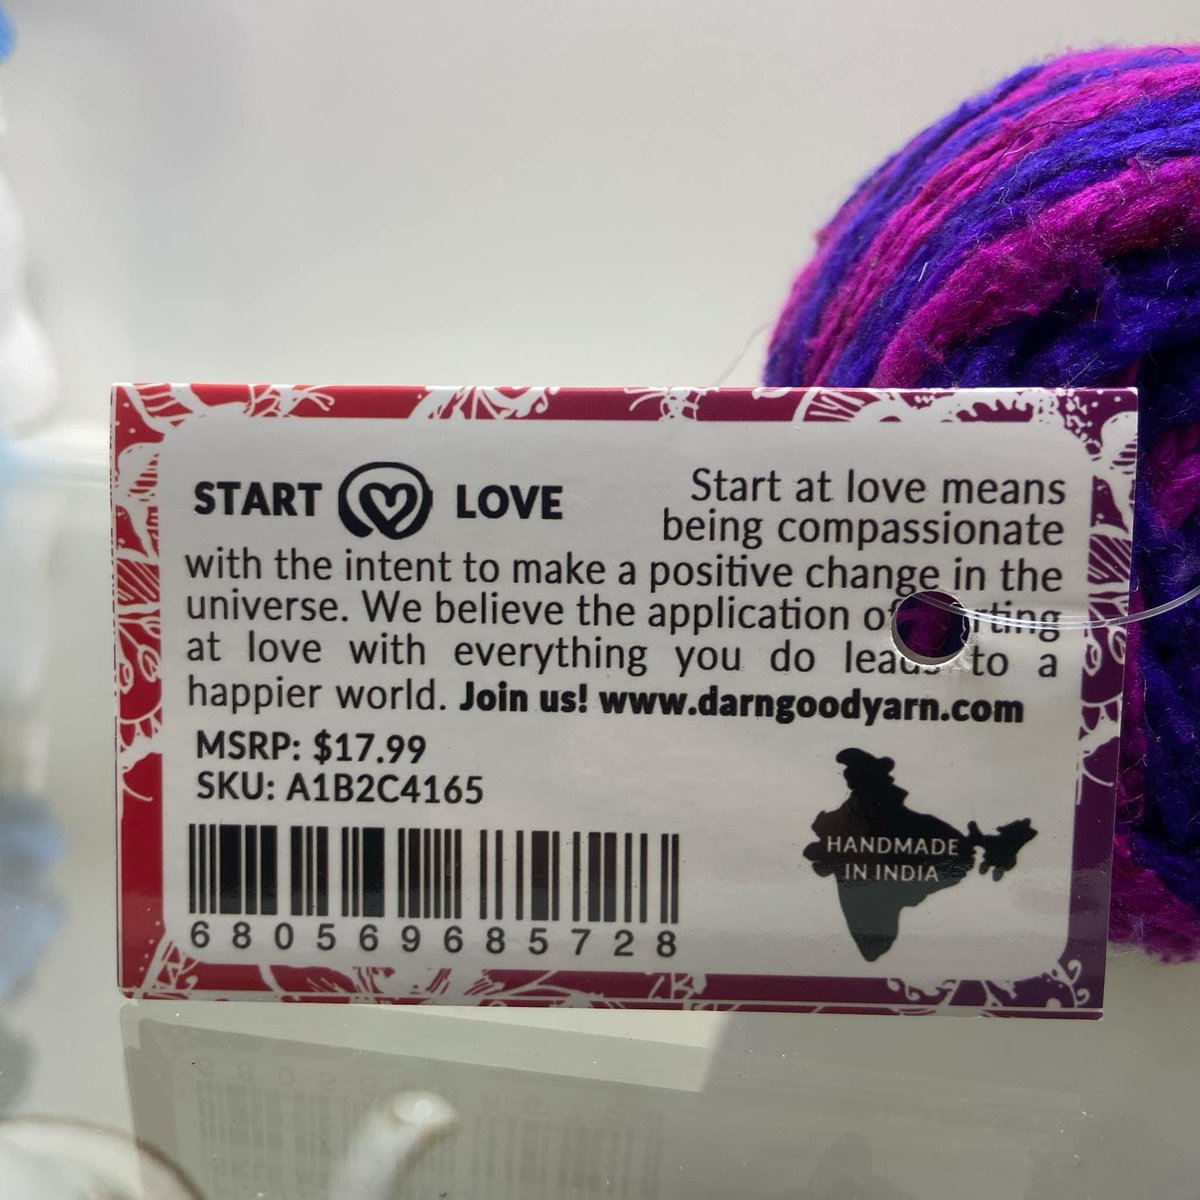 START LOVE
Start at love means
being compassionate
with the intent to make a positive change in the
universe. We believe the application of
at love with everything you do leads to a
happier world. Join us! www.darngoodyarn.com
MSRP: $17.99
SKU: A1B2C4165
680569685728
HANDMADE
IN INDIA